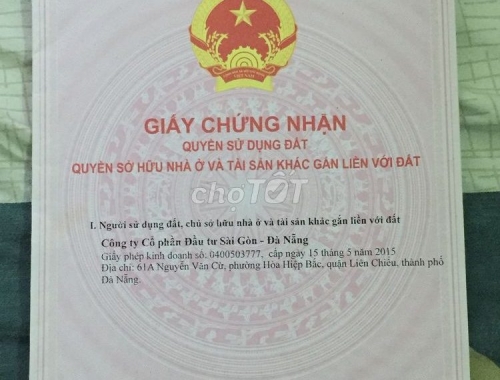 GIẤY CHỨNG NHẬN
QUYỀN SỬ DỤNG ĐẤT
QUYỀN SỞ HỮU NHÀ Ở VÀ TÀI SẢN KHÁC GẮN LIỀN VỚI ĐẤT
chợTỐT
I. Người sử dụng đất, chủ sở hữu nhà ở và tài sản khác gắn liền với đất
Công ty Cổ phần Đầu tư Sài Gòn - Đà Nẵng
Giấy phép kinh doanh số: 0400503777, cấp ngày 15 tháng 5 năm 2015
Địa chỉ: 61A Nguyễn Văn Cừ, phường Hòa Hiệp Bắc, quận Liên Chiểu, thành phố
Đà Nẵng.